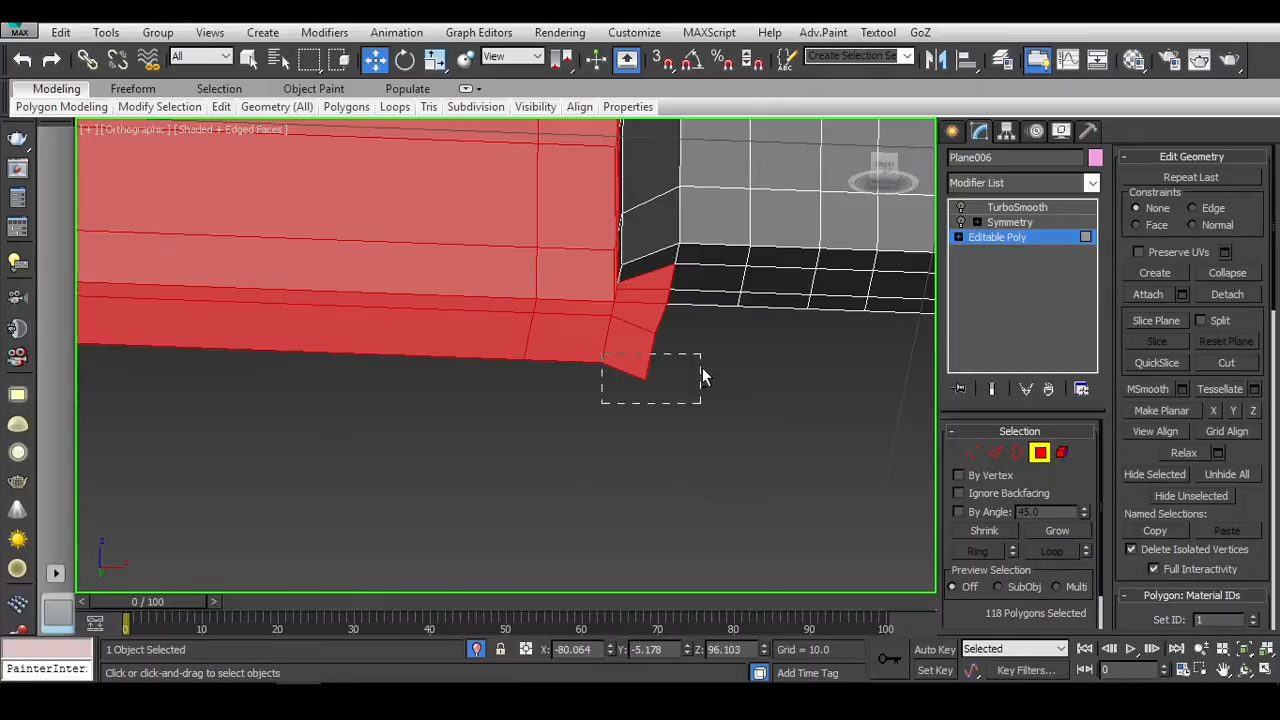 MAX Edit Tools Group Views Create Modifiers Animation Graph Editors Rendering Customize MAXScript Help Adv.Paint Textool GoZ
All View Create Selection Se
Modeling Freeform Selection Object Paint Populate
Polygon Modeling Modify Selection Edit Geometry (All) Polygons Loops Tris Subdivision Visibility Align Properties
[+] [Orthographic] [Shaded + Edged Faces]
FRONT
z
x
y
Plane006
Modifier List
TurboSmooth
Symmetry
Editable Poly
Selection
By Vertex
Ignore Backfacing
By Angle: 45.0
Shrink Grow
Ring Loop
Preview Selection
Off SubObj Multi
118 Polygons Selected
Edit Geometry
Repeat Last
Constraints
None Edge
Face Normal
Preserve UVs
Create Collapse
Attach Detach
Slice Plane Split
Slice Reset Plane
QuickSlice Cut
MSmooth Tessellate
Make Planar X Y Z
View Align Grid Align
Relax
Hide Selected Unhide All
Hide Unselected
Named Selections:
Copy Paste
Delete Isolated Vertices
Full Interactivity
Polygon: Material IDs
Set ID: 1
< 0 / 100 >
0 10 20 30 40 50 60 70 80 90 100
1 Object Selected X: -80.064 Y: -5.178 Z: 96.103 Grid = 10.0 Auto Key Selected
PainterInter Click or click-and-drag to select objects Add Time Tag Set Key Key Filters... 0